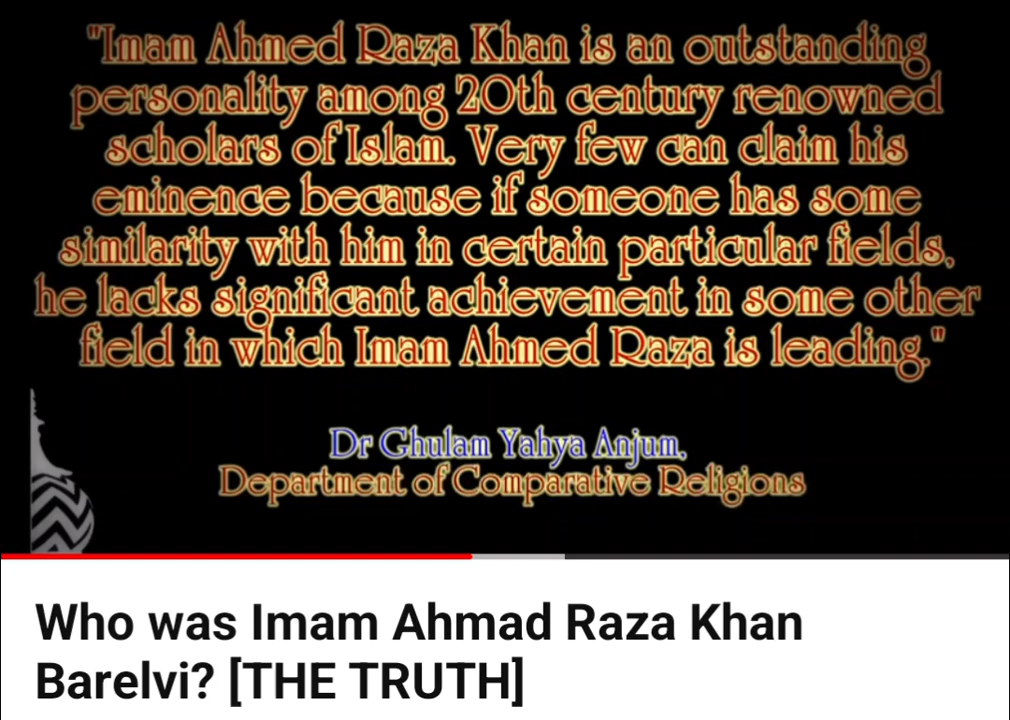 "Imam Ahmed Raza Khan is an outstanding
personality among 20th century renowned
scholars of Islam. Very few can claim his
eminence because if someone has some
similarity with him in certain particular fields,
he lacks significant achievement in some other
field in which Imam Ahmed Raza is leading."
Dr Ghulam Yahya Anjum,
Department of Comparative Religions
Who was Imam Ahmad Raza Khan
Barelvi? [THE TRUTH]